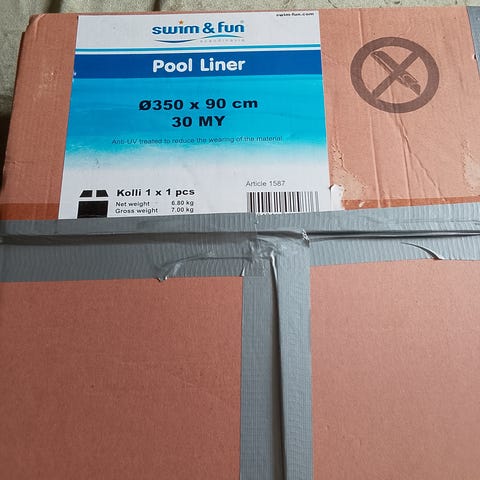 swim & fun
scandinavia
swim-fun.com
Pool Liner
Ø350 x 90 cm
30 MY
Anti-UV treated to reduce the wearing of the material.
Article 1587
Kolli 1 x 1 pcs
Net weight 6.80 kg
Gross weight 7.00 kg